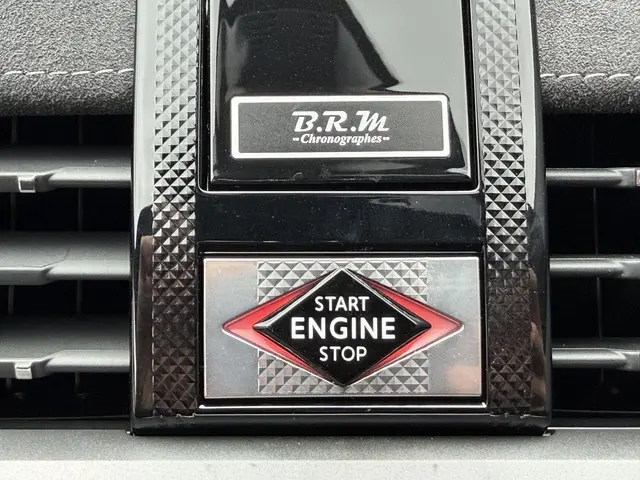 B.R.M
-Chronographes-
START
ENGINE
STOP